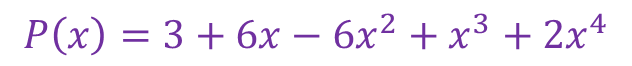 P(x) = 3 + 6x − 6x² + x³ + 2x⁴